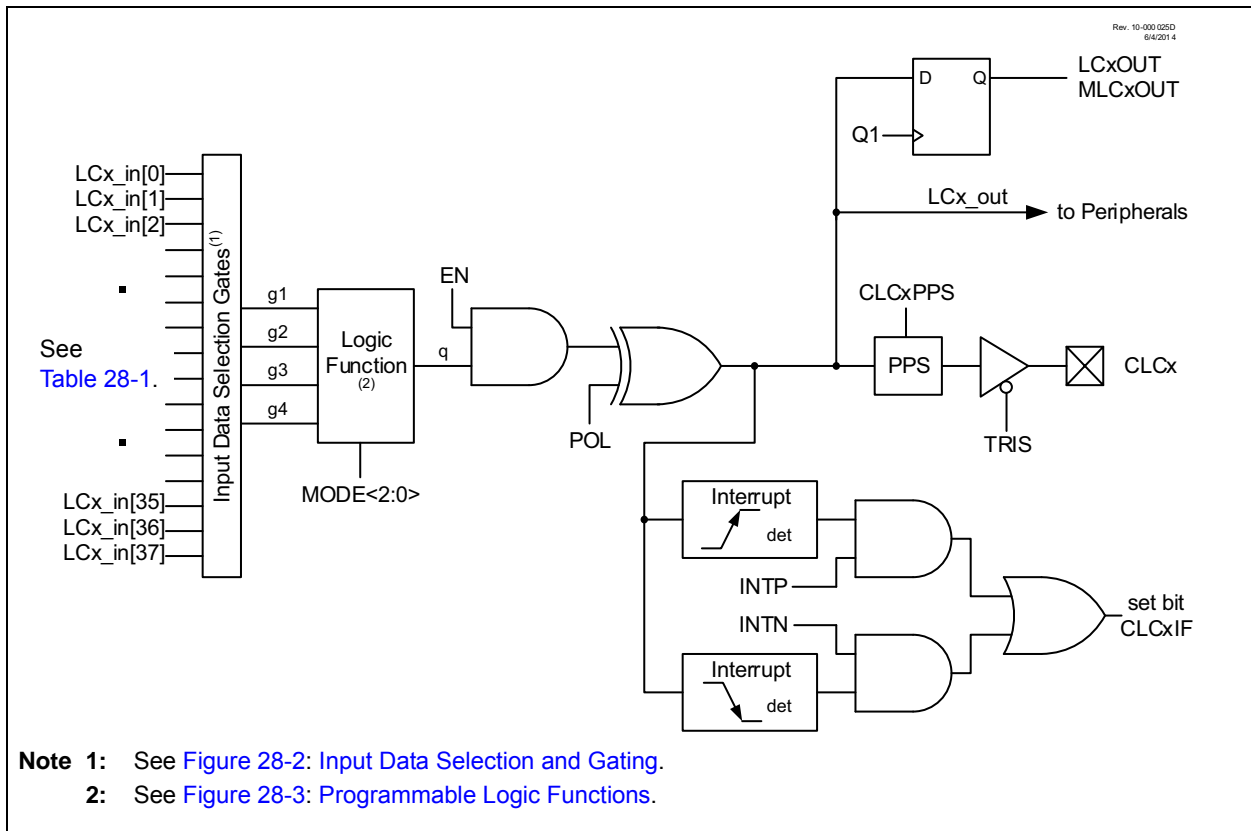 Rev. 10-000 025D
6/4/201 4
LCxOUT
MLCxOUT
D
Q
Q1
LCx_in[0]
LCx_in[1]
LCx_in[2]
See
Table 28-1.
LCx_in[35]
LCx_in[36]
LCx_in[37]
Input Data Selection Gates(1)
g1
g2
g3
g4
Logic
Function
(2)
MODE<2:0>
q
EN
POL
LCx_out
to Peripherals
CLCxPPS
PPS
CLCx
TRIS
Interrupt
det
INTP
INTN
Interrupt
det
set bit
CLCxIF
Note 1: See Figure 28-2: Input Data Selection and Gating.
2: See Figure 28-3: Programmable Logic Functions.